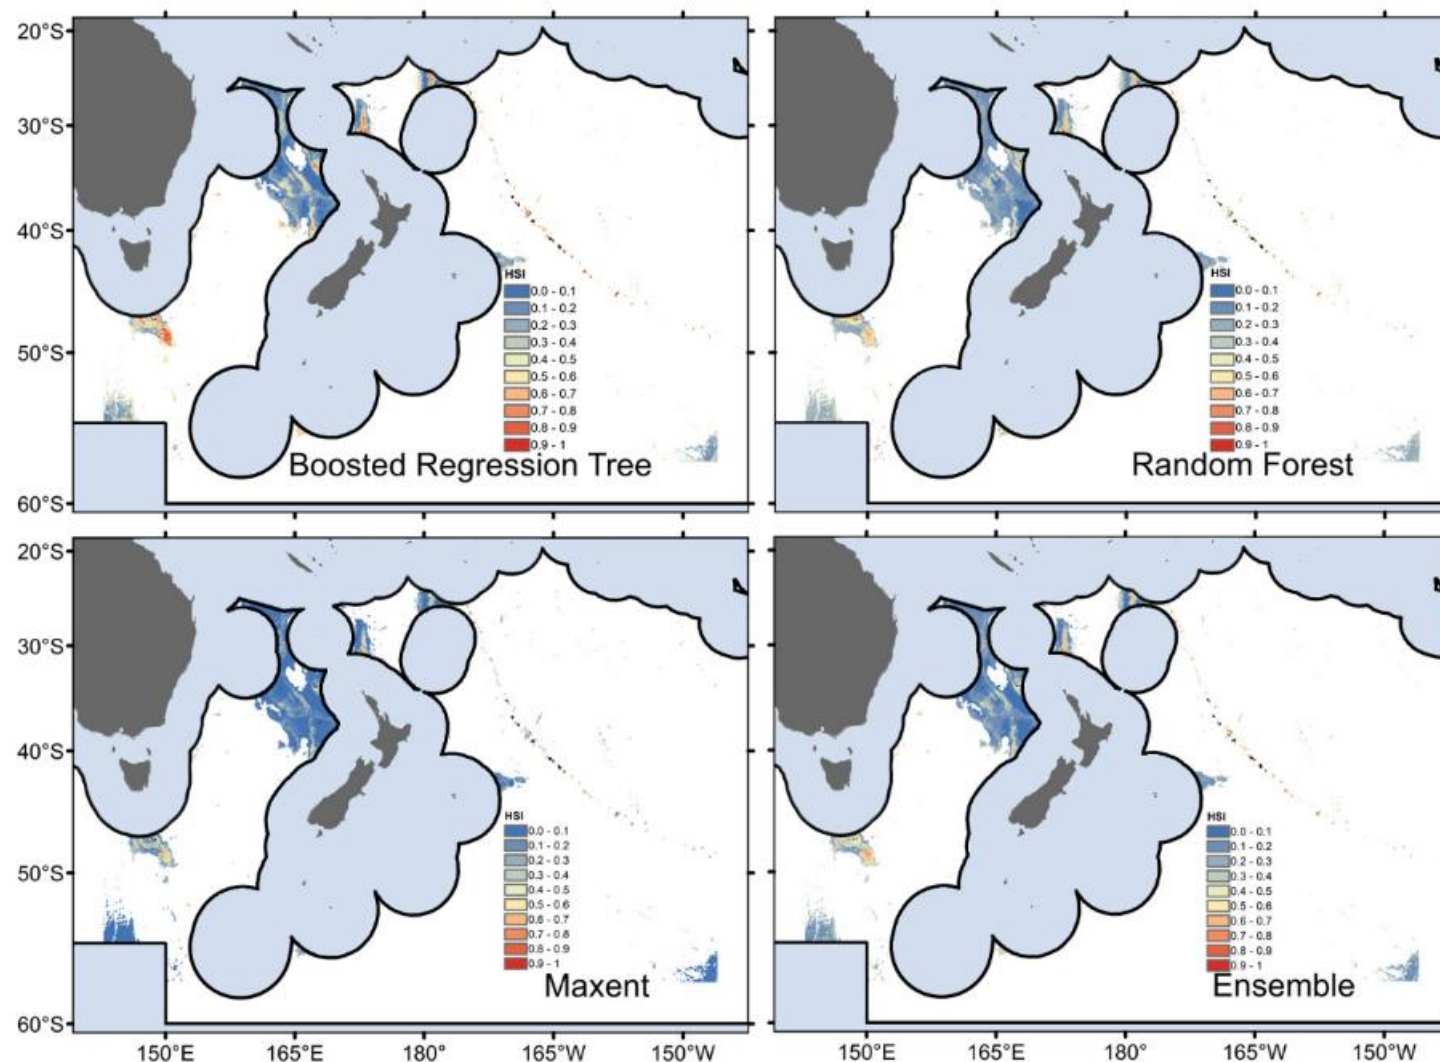 20°S
30°S
40°S
50°S
60°S
HSI
0.0 - 0.1
0.1 - 0.2
0.2 - 0.3
0.3 - 0.4
0.4 - 0.5
0.5 - 0.6
0.6 - 0.7
0.7 - 0.8
0.8 - 0.9
0.9 - 1
Boosted Regression Tree
HSI
0.0 - 0.1
0.1 - 0.2
0.2 - 0.3
0.3 - 0.4
0.4 - 0.5
0.5 - 0.6
0.6 - 0.7
0.7 - 0.8
0.8 - 0.9
0.9 - 1
Random Forest
20°S
30°S
40°S
50°S
60°S
HSI
0.0 - 0.1
0.1 - 0.2
0.2 - 0.3
0.3 - 0.4
0.4 - 0.5
0.5 - 0.6
0.6 - 0.7
0.7 - 0.8
0.8 - 0.9
0.9 - 1
Maxent
HSI
0.0 - 0.1
0.1 - 0.2
0.2 - 0.3
0.3 - 0.4
0.4 - 0.5
0.5 - 0.6
0.6 - 0.7
0.7 - 0.8
0.8 - 0.9
0.9 - 1
Ensemble
150°E 165°E 180° 165°W 150°W 150°E 165°E 180° 165°W 150°W